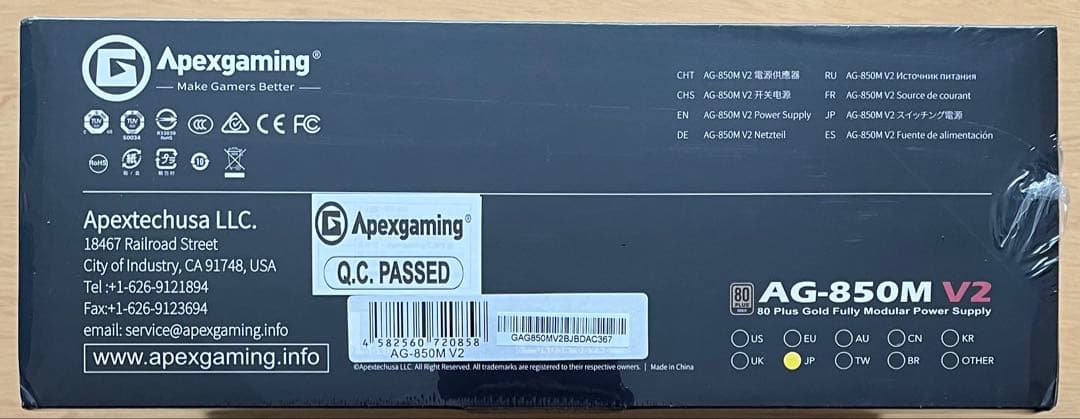 Apexgaming®
Make Gamers Better
CHT AG-850M V2 電源供應器
CHS AG-850M V2 开关电源
EN AG-850M V2 Power Supply
DE AG-850M V2 Netzteil
RU AG-850M V2 Источник питания
FR AG-850M V2 Source de courant
JP AG-850M V2 スイッチング電源
ES AG-850M V2 Fuente de alimentación
RoHS
10
Apextechusa LLC.
18467 Railroad Street
City of Industry, CA 91748, USA
Tel :+1-626-9121894
Fax:+1-626-9123694
email: service@apexgaming.info
www.apexgaming.info
Apexgaming®
Q.C. PASSED
4 582560 720858
AG-850M V2
GAG850MV2BJBDAC367
©Apextechusa LLC. All Right Reserved. All trademarks are registered to their respective owners. | Made in China
80 PLUS
AG-850M V2
80 Plus Gold Fully Modular Power Supply
US EU AU CN KR
UK JP TW BR OTHER